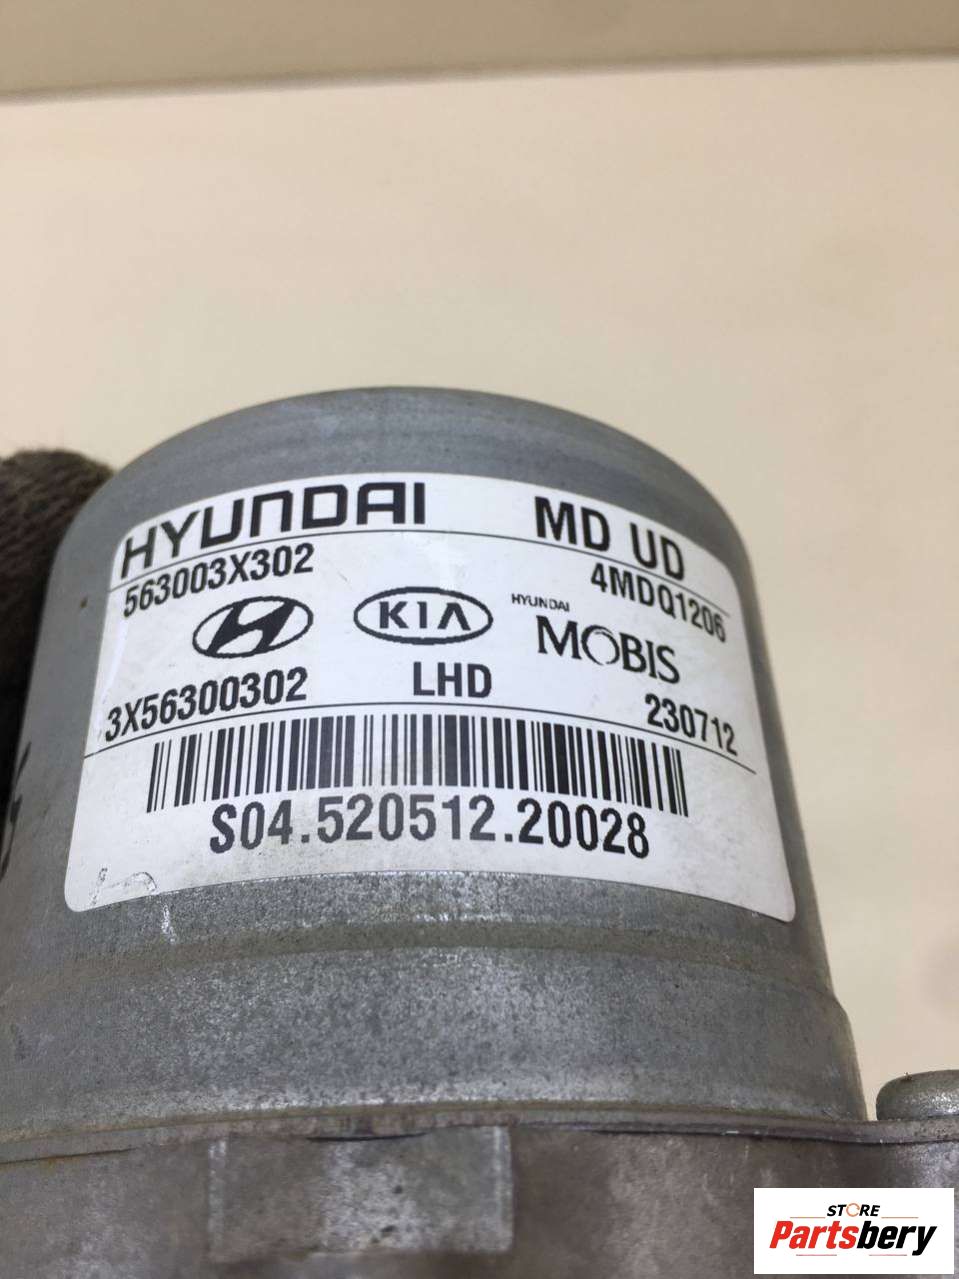 HYUNDAI MD UD
563003X302 4MDQ1206
KIA HYUNDAI MOBIS
3X56300302 LHD 230712
S04.520512.20028
STORE
Partsbery